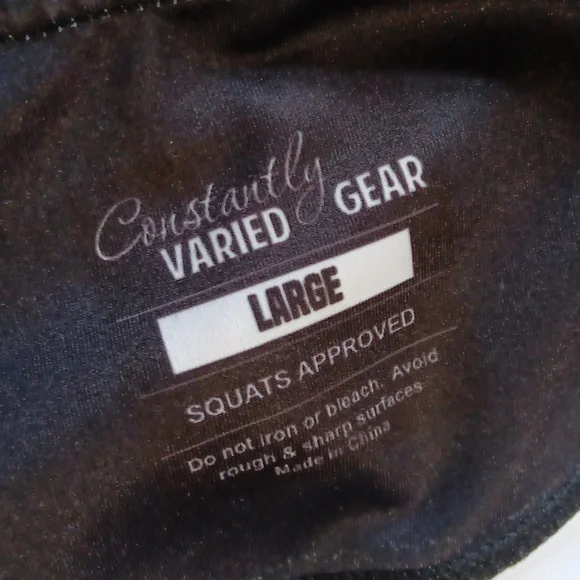 Constantly
VARIED GEAR
LARGE
SQUATS APPROVED
Do not iron or bleach. Avoid
rough & sharp surfaces
Made in China